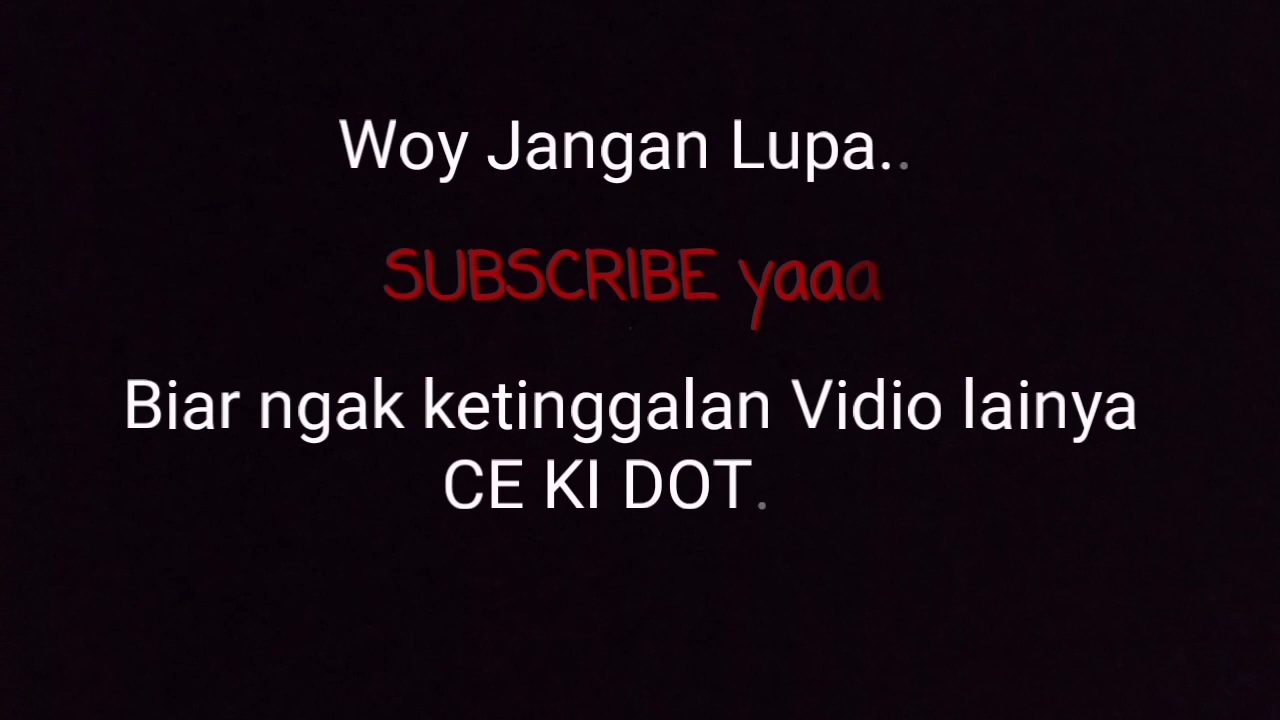 Woy Jangan Lupa..
SUBSCRIBE yaaa
Biar ngak ketinggalan Vidio lainya
CE KI DOT.